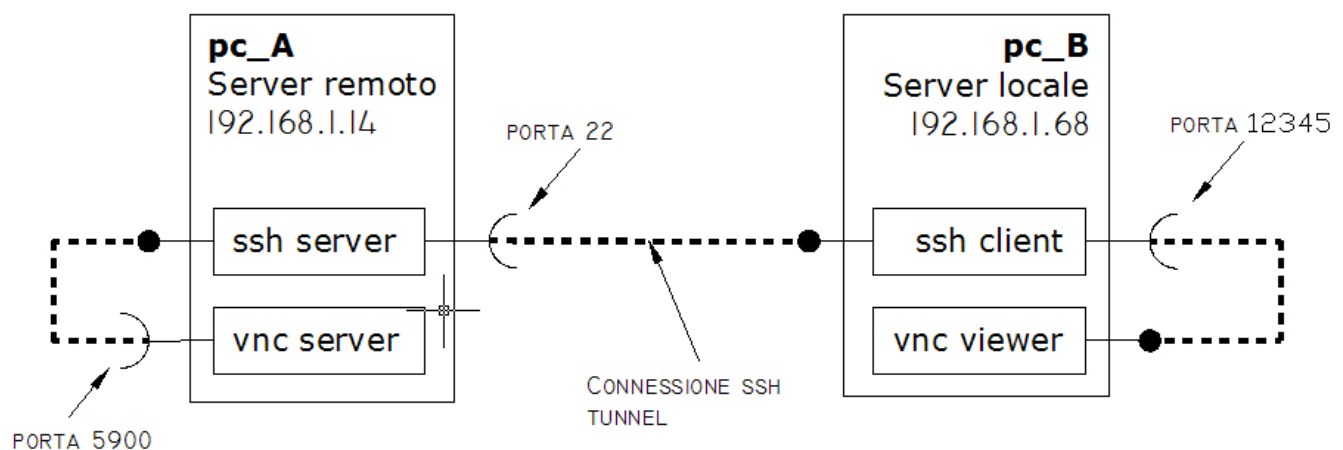 pc_A
Server remoto
192.168.1.14
PORTA 22
pc_B
Server locale
192.168.1.68
PORTA 12345
ssh server
ssh client
vnc server
vnc viewer
CONNESSIONE SSH
TUNNEL
PORTA 5900